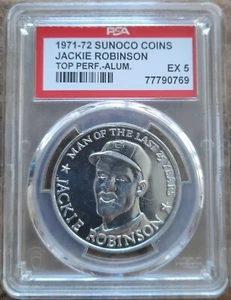 PSA
1971-72 SUNOCO COINS
JACKIE ROBINSON
TOP PERF.-ALUM. EX 5
77790769
MAN OF THE LAST 25 YEARS
JACKIE ROBINSON